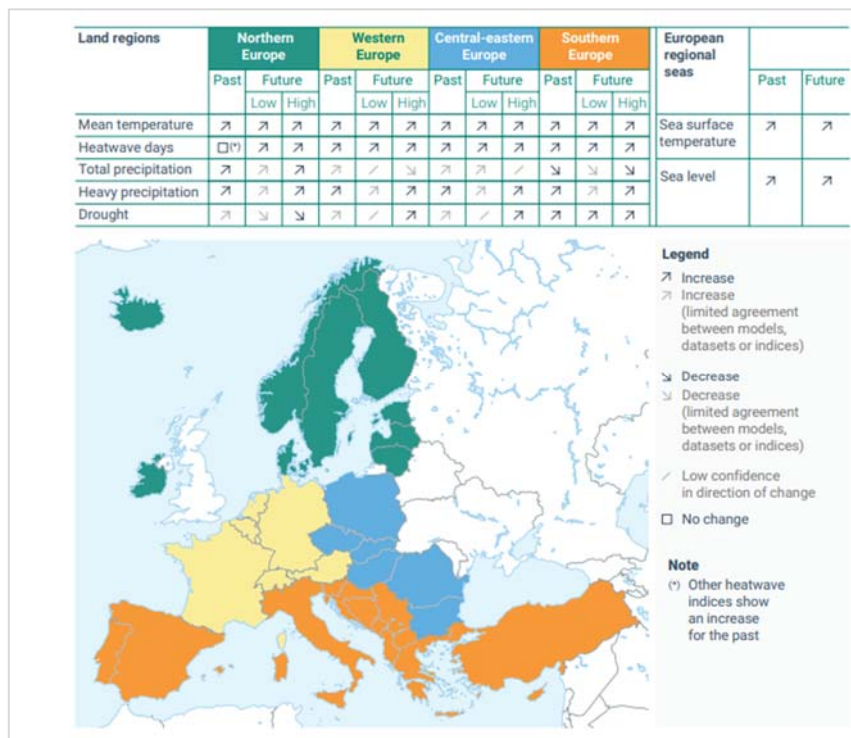 Land regions Northern Europe Western Europe Central-eastern Europe Southern Europe European regional seas
Past Future Past Future Past Future Past Future Past Future
Low High Low High Low High Low High
Mean temperature ↗ ↗ ↗ ↗ ↗ ↗ ↗ ↗ ↗ ↗ ↗ ↗ Sea surface temperature ↗ ↗
Heatwave days □(*) ↗ ↗ ↗ ↗ ↗ ↗ ↗ ↗ ↗ ↗ ↗
Total precipitation ↗ ↗ ↗ ↗ / ↘ ↗ ↗ / ↘ ↘ ↘ Sea level ↗ ↗
Heavy precipitation ↗ ↗ ↗ ↗ ↗ ↗ ↗ ↗ ↗ ↗ ↗ ↗
Drought ↗ ↘ ↘ ↗ / ↗ ↗ / ↗ ↗ ↗ ↗
Legend
↗ Increase
↗ Increase
(limited agreement
between models,
datasets or indices)
↘ Decrease
↘ Decrease
(limited agreement
between models,
datasets or indices)
/ Low confidence
in direction of change
□ No change
Note
(*) Other heatwave
indices show
an increase
for the past